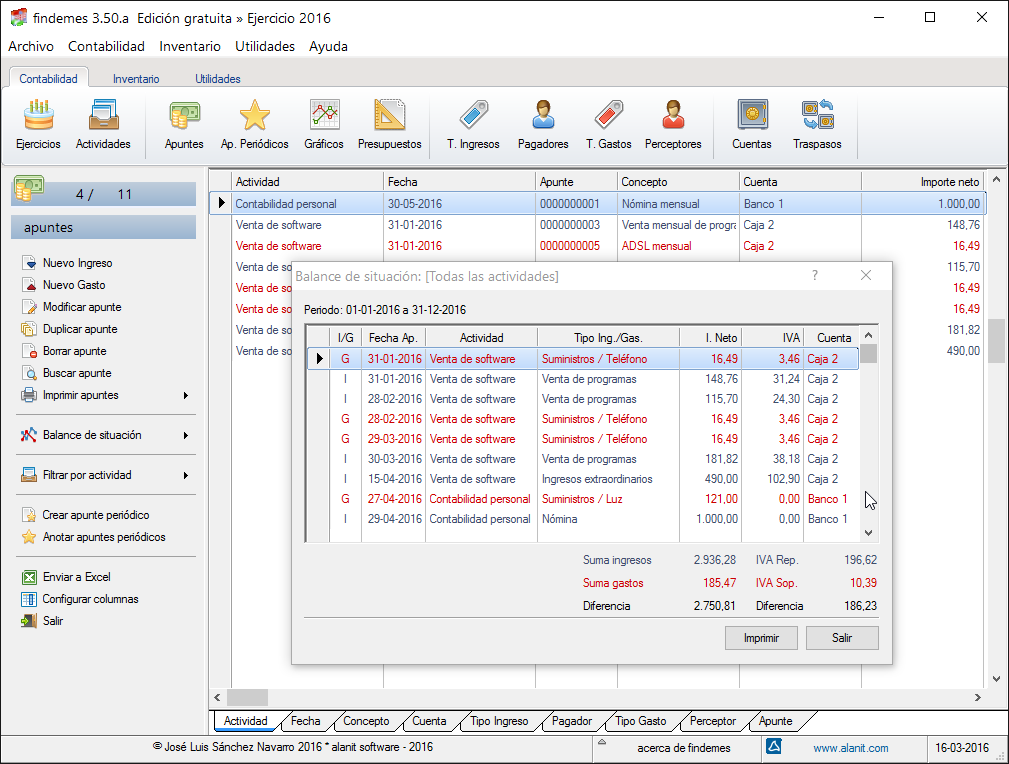 findemes 3.50.a Edición gratuita » Ejercicio 2016
Archivo Contabilidad Inventario Utilidades Ayuda
Contabilidad Inventario Utilidades
Ejercicios Actividades Apuntes Ap. Periódicos Gráficos Presupuestos T. Ingresos Pagadores T. Gastos Perceptores Cuentas Traspasos
4 / 11
apuntes
Nuevo Ingreso
Nuevo Gasto
Modificar apunte
Duplicar apunte
Borrar apunte
Buscar apunte
Imprimir apuntes
Balance de situación
Filtrar por actividad
Crear apunte periódico
Anotar apuntes periódicos
Enviar a Excel
Configurar columnas
Salir
Actividad Fecha Apunte Concepto Cuenta Importe neto
Contabilidad personal 30-05-2016 0000000001 Nómina mensual Banco 1 1.000,00
Venta de software 31-01-2016 0000000003 Venta mensual de progra Caja 2 148,76
Venta de software 31-01-2016 0000000005 ADSL mensual Caja 2 16,49
Venta de so 115,70
Venta de so 16,49
Venta de so 16,49
Venta de so 181,82
Venta de so 490,00
Balance de situación: [Todas las actividades] ?
Periodo: 01-01-2016 a 31-12-2016
I/G Fecha Ap. Actividad Tipo Ing./Gas. I. Neto IVA Cuenta
G 31-01-2016 Venta de software Suministros / Teléfono 16,49 3,46 Caja 2
I 31-01-2016 Venta de software Venta de programas 148,76 31,24 Caja 2
I 28-02-2016 Venta de software Venta de programas 115,70 24,30 Caja 2
G 28-02-2016 Venta de software Suministros / Teléfono 16,49 3,46 Caja 2
G 29-03-2016 Venta de software Suministros / Teléfono 16,49 3,46 Caja 2
I 30-03-2016 Venta de software Venta de programas 181,82 38,18 Caja 2
I 15-04-2016 Venta de software Ingresos extraordinarios 490,00 102,90 Caja 2
G 27-04-2016 Contabilidad personal Suministros / Luz 121,00 0,00 Banco 1
I 29-04-2016 Contabilidad personal Nómina 1.000,00 0,00 Banco 1
Suma ingresos 2.936,28 IVA Rep. 196,62
Suma gastos 185,47 IVA Sop. 10,39
Diferencia 2.750,81 Diferencia 186,23
Imprimir Salir
Actividad Fecha Concepto Cuenta Tipo Ingreso Pagador Tipo Gasto Perceptor Apunte
© José Luis Sánchez Navarro 2016 * alanit software - 2016 acerca de findemes www.alanit.com 16-03-2016